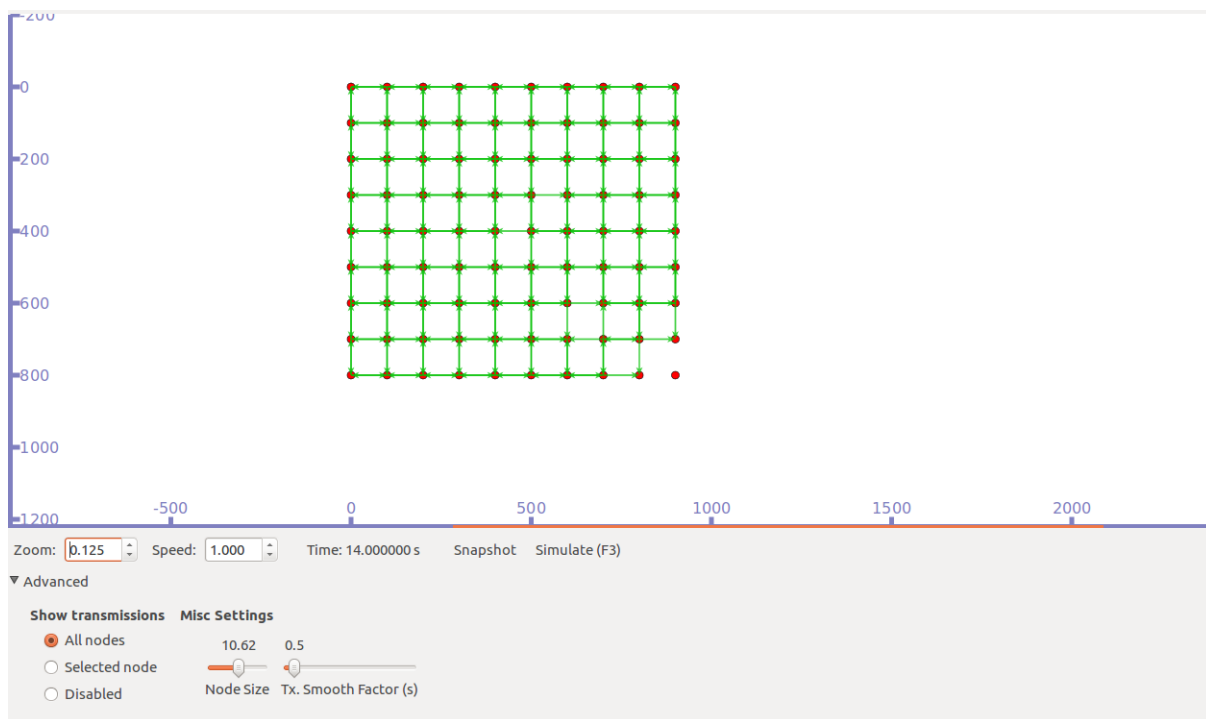 -200
0
200
400
600
800
1000
1200
-500 0 500 1000 1500 2000
Zoom: 0.125 Speed: 1.000 Time: 14.000000 s Snapshot Simulate (F3)
Advanced
Show transmissions Misc Settings
All nodes 10.62 0.5
Selected node
Disabled Node Size Tx. Smooth Factor (s)